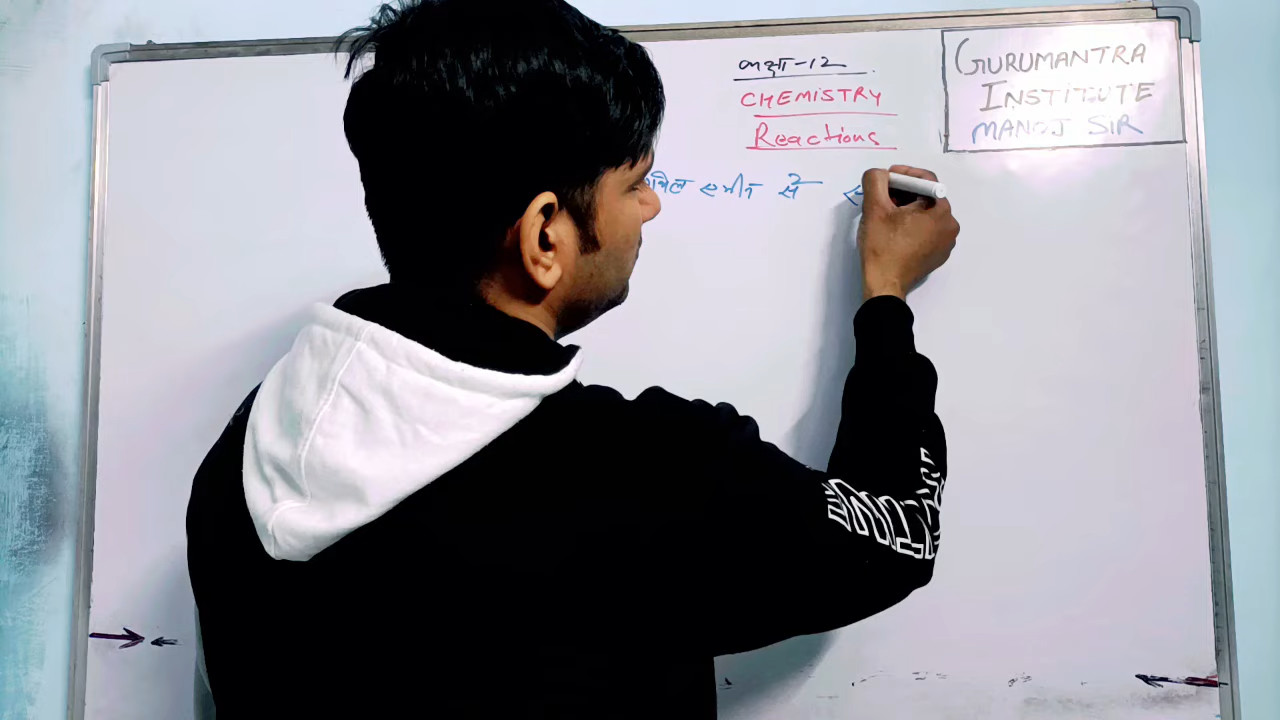 कक्षा-12
CHEMISTRY
Reactions
GURUMANTRA
INSTITUTE
MANOJ SIR
एमीन से